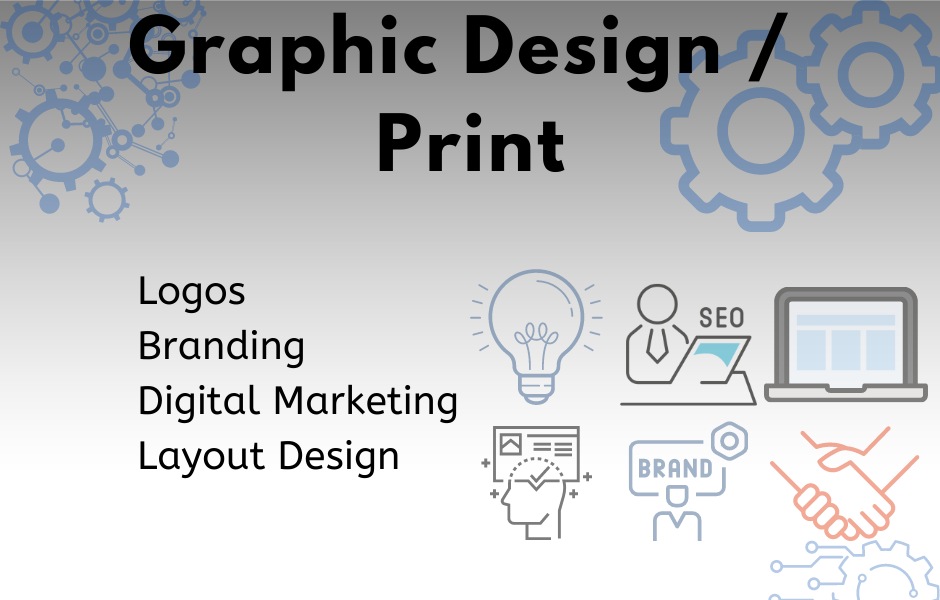 Graphic Design /
Print
Logos
Branding
Digital Marketing
Layout Design
SEO
BRAND